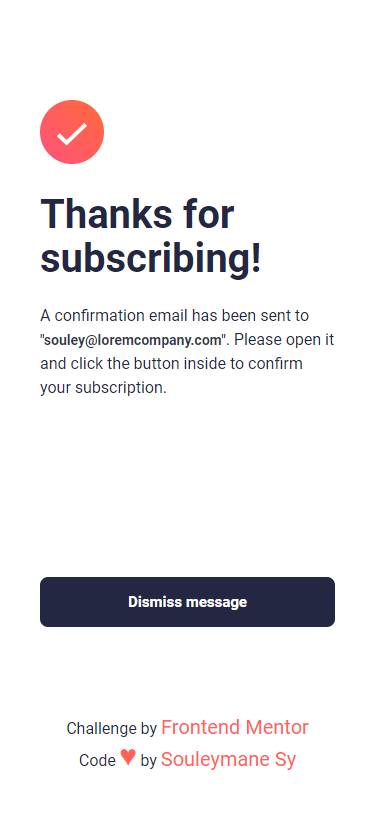 Thanks for
subscribing!
A confirmation email has been sent to
"souley@loremcompany.com". Please open it
and click the button inside to confirm
your subscription.
Dismiss message
Challenge by Frontend Mentor
Code ♥ by Souleymane Sy